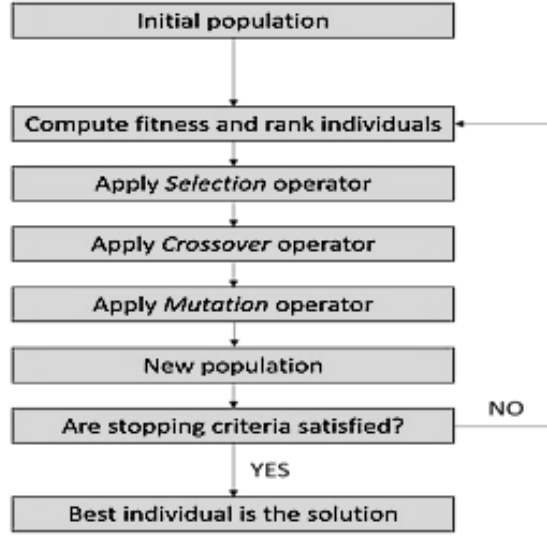 Initial population
Compute fitness and rank individuals
Apply Selection operator
Apply Crossover operator
Apply Mutation operator
New population
Are stopping criteria satisfied?
NO
YES
Best individual is the solution